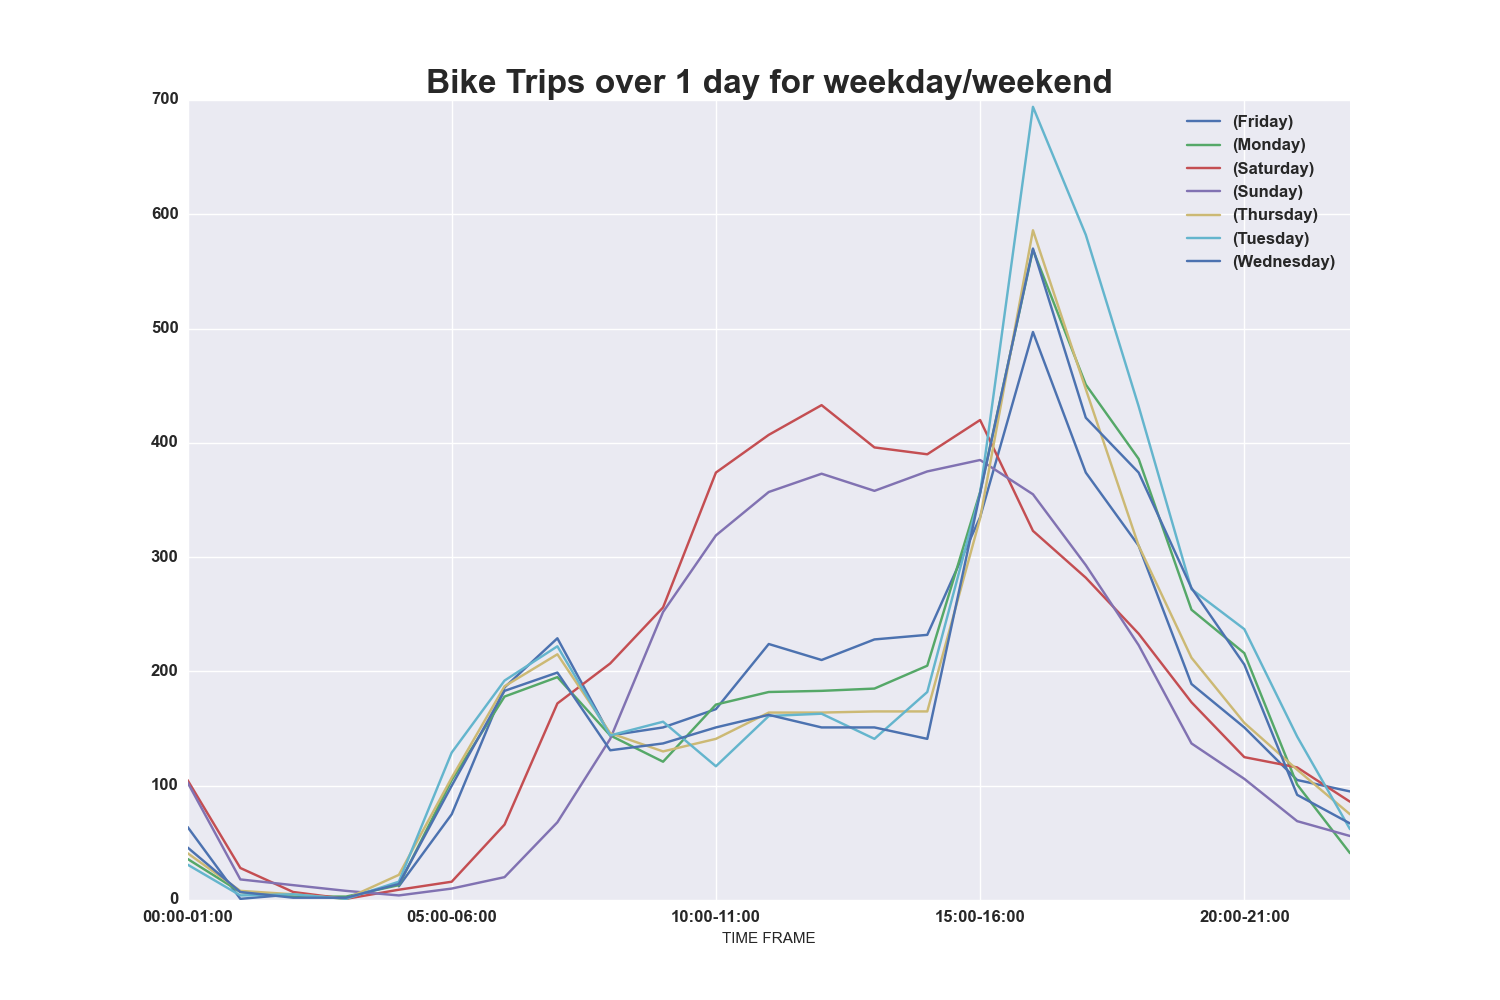 Bike Trips over 1 day for weekday/weekend
700
600
500
400
300
200
100
0
(Friday)
(Monday)
(Saturday)
(Sunday)
(Thursday)
(Tuesday)
(Wednesday)
00:00-01:00 05:00-06:00 10:00-11:00 15:00-16:00 20:00-21:00
TIME FRAME